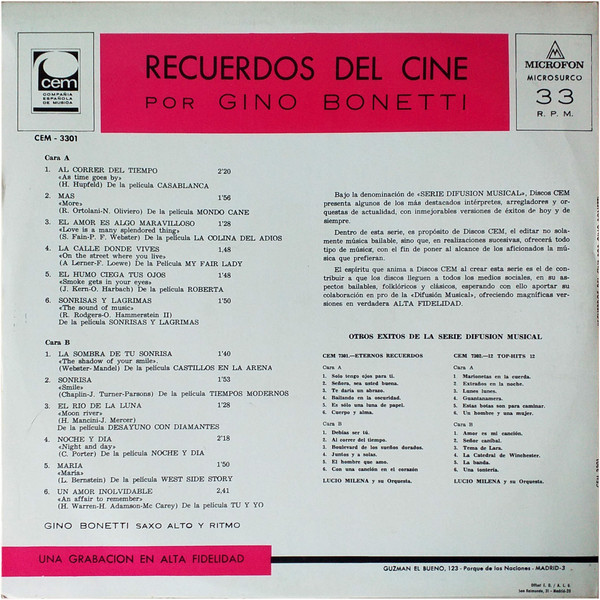 cem
COMPAÑIA
ESPAÑOLA
DE MUSICA
CEM - 3301
RECUERDOS DEL CINE
POR GINO BONETTI
MICROFON
MICROSURCO
33
R. P. M.
Cara A
1. AL CORRER DEL TIEMPO 2'20
«As time goes by»
(H. Hupfeld) De la película CASABLANCA
2. MAS 1'56
«More»
(R. Ortolani-N. Oliviero) De la película MONDO CANE
3. EL AMOR ES ALGO MARAVILLOSO 1'28
«Love is a many splendored thing»
(S. Fain-P. F. Webster) De la película LA COLINA DEL ADIOS
4. LA CALLE DONDE VIVES 1,48
«On the street where you live»
(A Lerner-F. Loewe) De la Película MY FAIR LADY
5. EL HUMO CIEGA TUS OJOS 1'48
«Smoke gets in your eyes»
(J. Kern-O. Harbach) De la película ROBERTA
6. SONRISAS Y LAGRIMAS 1'50
«The sound of music»
(R. Rodgers-O. Hammerstein II)
De la película SONRISAS Y LAGRIMAS
Cara B
1. LA SOMBRA DE TU SONRISA 1'40
«The shadow of your smile».
(Webster-Mandel) De la película CASTILLOS EN LA ARENA
2. SONRISA 1'53
«Smile»
(Chaplin-J. Turner-Parsons) De la película TIEMPOS MODERNOS
3. EL RIO DE LA LUNA 1'28
«Moon river»
(H. Mancini-J. Mercer)
De la película DESAYUNO CON DIAMANTES
4. NOCHE Y DIA 2'18
«Night and day»
(C. Porter) De la película NOCHE Y DIA
5. MARIA 1'50
«Maria»
(L. Bernstein) De la película WEST SIDE STORY
6. UN AMOR INOLVIDABLE 2,41
«An affair to remember»
(H. Warren-H. Adamson-Mc Carey) De la película TU Y YO
GINO BONETTI SAXO ALTO Y RITMO
UNA GRABACION EN ALTA FIDELIDAD
Bajo la denominación de «SERIE DIFUSION MUSICAL», Discos CEM
presenta algunos de los más destacados intérpretes, arregladores y or-
questas de actualidad, con inmejorables versiones de éxitos de hoy y de
siempre.
Dentro de esta serie, es propósito de Discos CEM, el editar no sola-
mente música bailable, sino que, en realizaciones sucesivas, ofrecerá todo
tipo de música, con el fin de poner al alcance de los aficionados la mú-
sica que prefieran.
El espíritu que anima a Discos CEM al crear esta serie es el de con-
tribuir a que los discos lleguen a todos los medios sociales, en su as-
pectos bailables, folklóricos y clásicos, esperando con ello aportar su
colaboración en pro de la «Difusión Musical», ofreciendo magníficas ver-
siones en verdadera ALTA FIDELIDAD.
OTROS EXITOS DE LA SERIE DIFUSION MUSICAL
CEM 7301.—ETERNOS RECUERDOS
Cara A
1. Solo tengo ojos para ti.
2. Señora, sea usted buena.
3. Te daría un abrazo.
4. Bailando en la oscuridad.
5. Es sólo una luna de papel.
6. Cuerpo y alma.
Cara B
1. Debías ser tú.
2. Al correr del tiempo.
3. Boulevard de los sueños dorados.
4. Juntos y a solas.
5. El hombre que amo.
6. Con una canción en el corazón
LUCIO MILENA y su Orquesta.
CEM 7302.—12 TOP-HITS 12
Cara A
1. Marionetas en la cuerda.
2. Extraños en la noche.
3. Lunes lunes.
4. Guantanamera.
5. Estas botas son para caminar.
6. Un hombre y una mujer.
Cara B
1. Amor es mi canción.
2. Señor caníbal.
3. Tema de Lara.
4. La Catedral de Winchester.
5. La banda.
6. Una tontería.
LUCIO MILENA y su Orquesta.
GUZMAN EL BUENO, 123 - Parque de las Naciones - MADRID-3